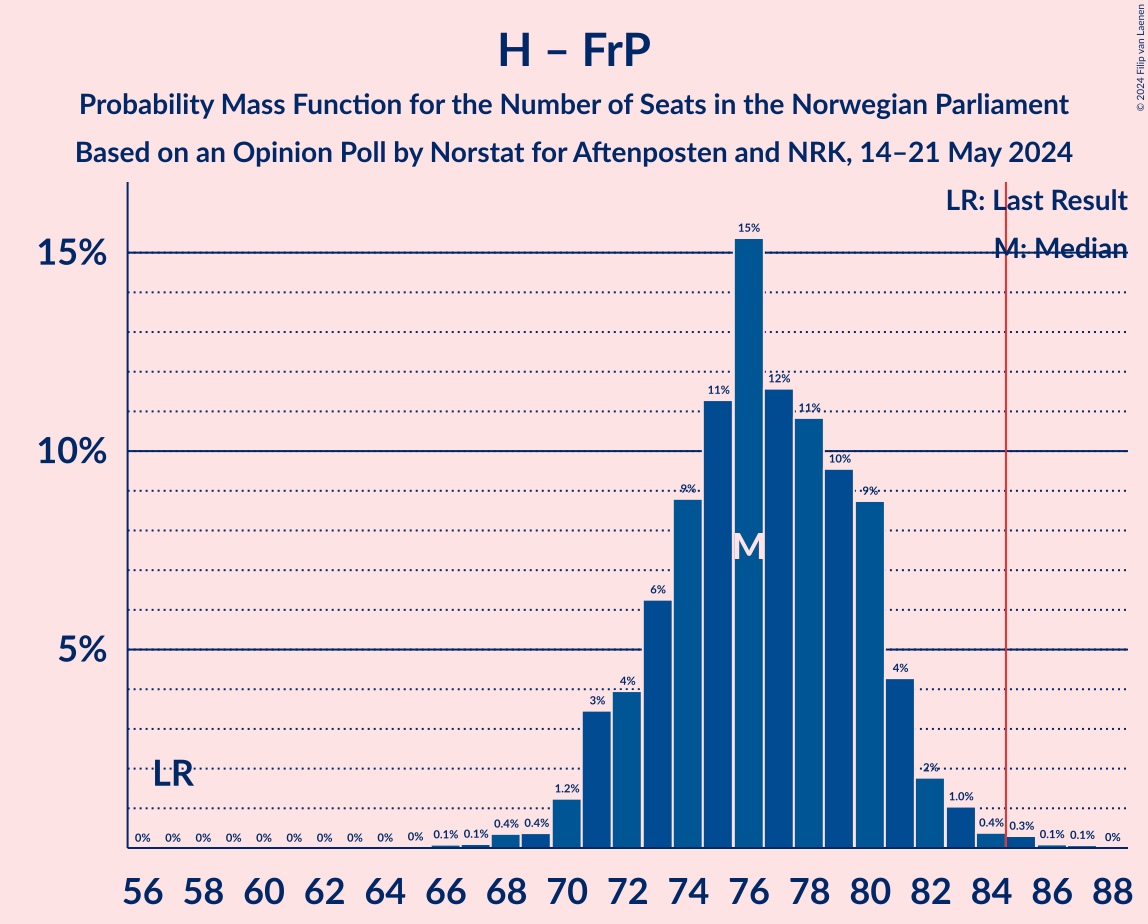 H – FrP
Probability Mass Function for the Number of Seats in the Norwegian Parliament
Based on an Opinion Poll by Norstat for Aftenposten and NRK, 14–21 May 2024
© 2024 Filip van Laenen
LR: Last Result
M: Median
15%
10%
5%
0% 0% 0% 0% 0% 0% 0% 0% 0% 0% 0.1% 0.1% 0.4% 0.4% 1.2% 3% 4% 6% 9% 11% 15% 12% 11% 10% 9% 4% 2% 1.0% 0.4% 0.3% 0.1% 0.1% 0%
M
LR
56 58 60 62 64 66 68 70 72 74 76 78 80 82 84 86 88